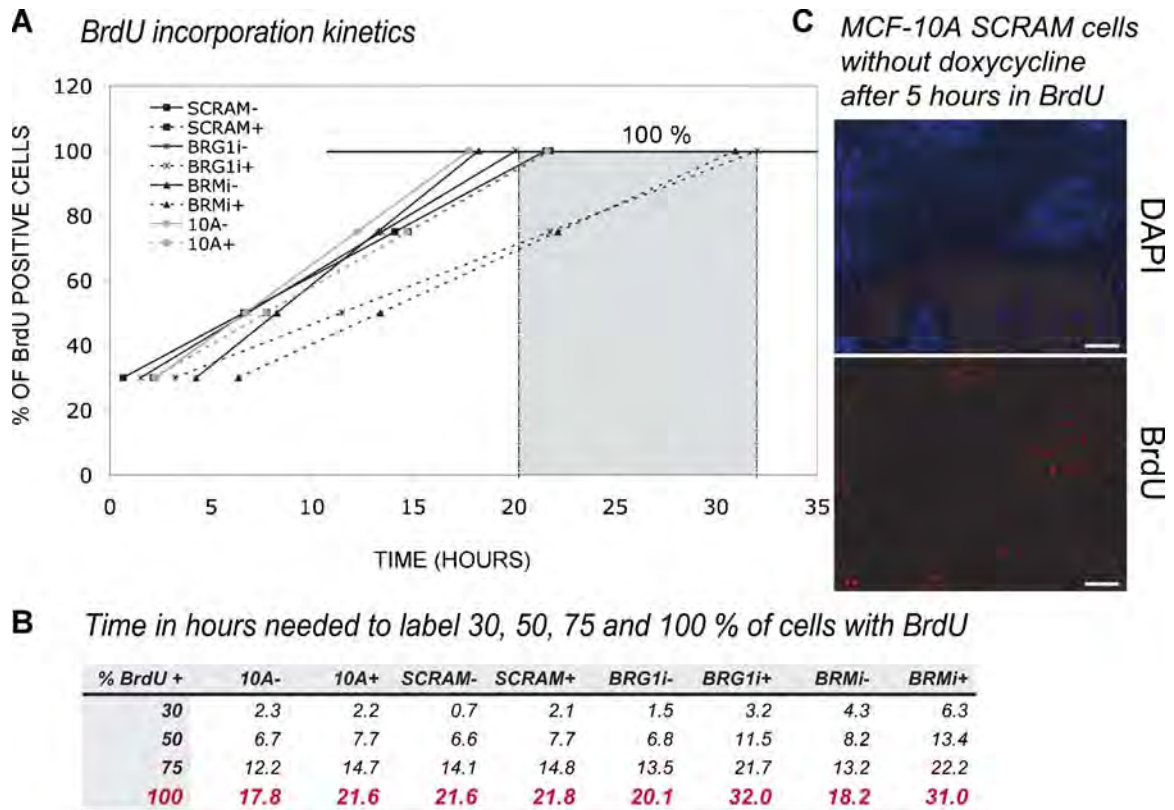 A BrdU incorporation kinetics
% OF BrdU POSITIVE CELLS
120
100
80
60
40
20
0
SCRAM-
SCRAM+
BRG1i-
BRG1i+
BRMi-
BRMi+
10A-
10A+
100 %
0 5 10 15 20 25 30 35
TIME (HOURS)
C MCF-10A SCRAM cells
without doxycycline
after 5 hours in BrdU
DAPI
BrdU
B Time in hours needed to label 30, 50, 75 and 100 % of cells with BrdU
% BrdU + 10A- 10A+ SCRAM- SCRAM+ BRG1i- BRG1i+ BRMi- BRMi+
30 2.3 2.2 0.7 2.1 1.5 3.2 4.3 6.3
50 6.7 7.7 6.6 7.7 6.8 11.5 8.2 13.4
75 12.2 14.7 14.1 14.8 13.5 21.7 13.2 22.2
100 17.8 21.6 21.6 21.8 20.1 32.0 18.2 31.0